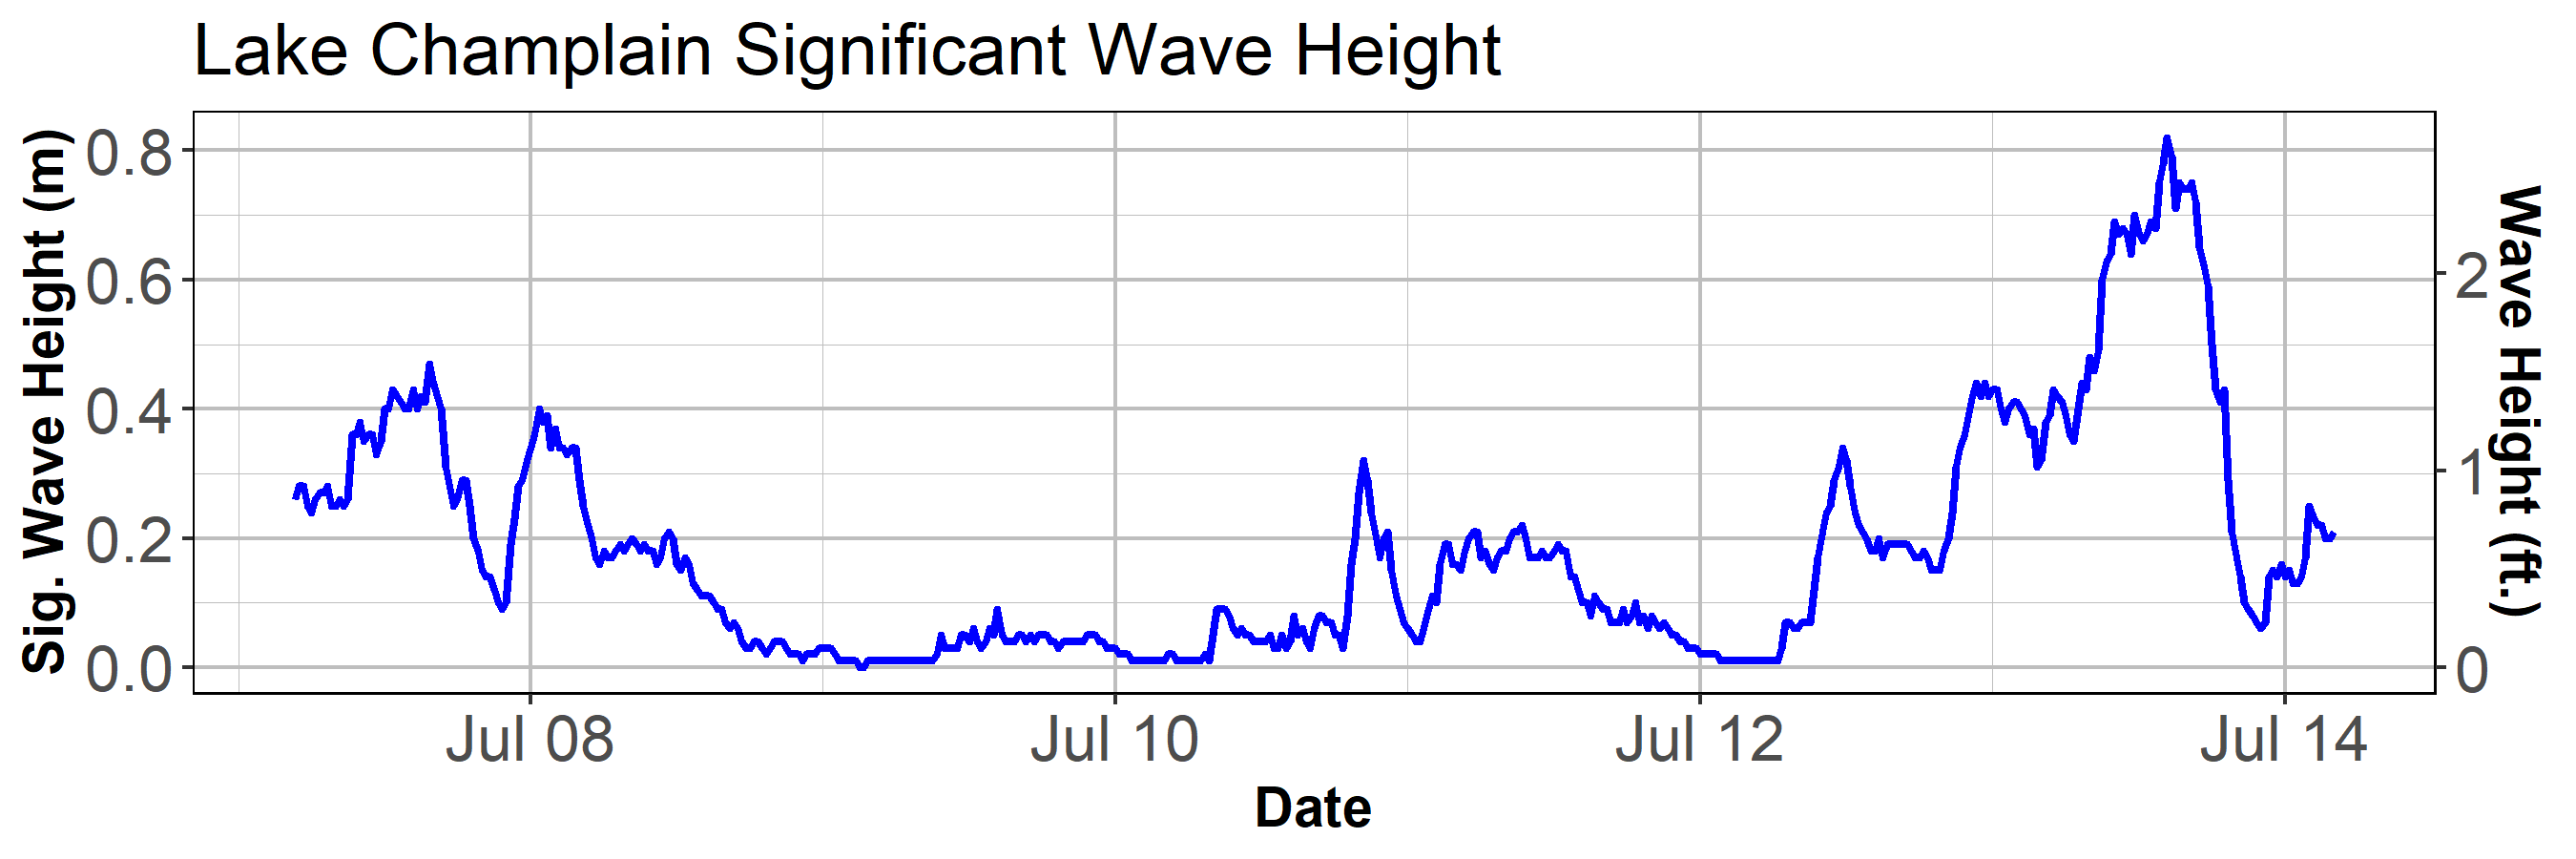 Lake Champlain Significant Wave Height
Sig. Wave Height (m)
0.8
0.6
0.4
0.2
0.0
Wave Height (ft.)
2
1
0
Jul 08
Jul 10
Jul 12
Jul 14
Date